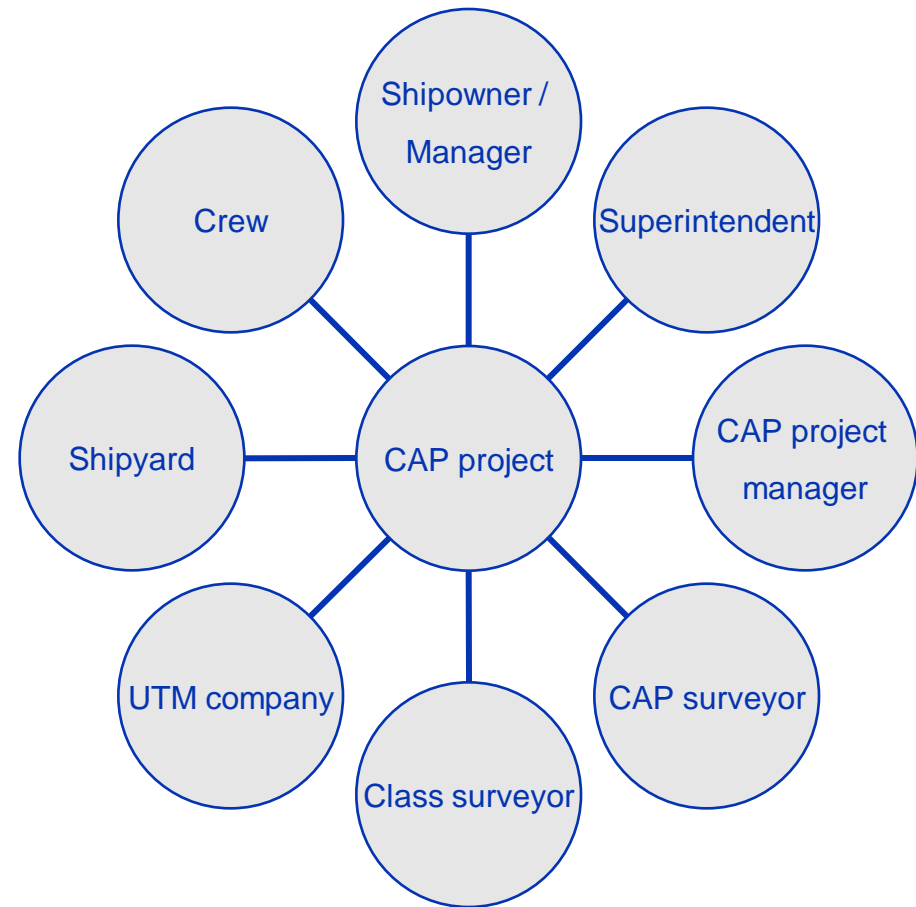 Shipowner /
Manager
Crew
Superintendent
Shipyard
CAP project
CAP project
manager
UTM company
CAP surveyor
Class surveyor